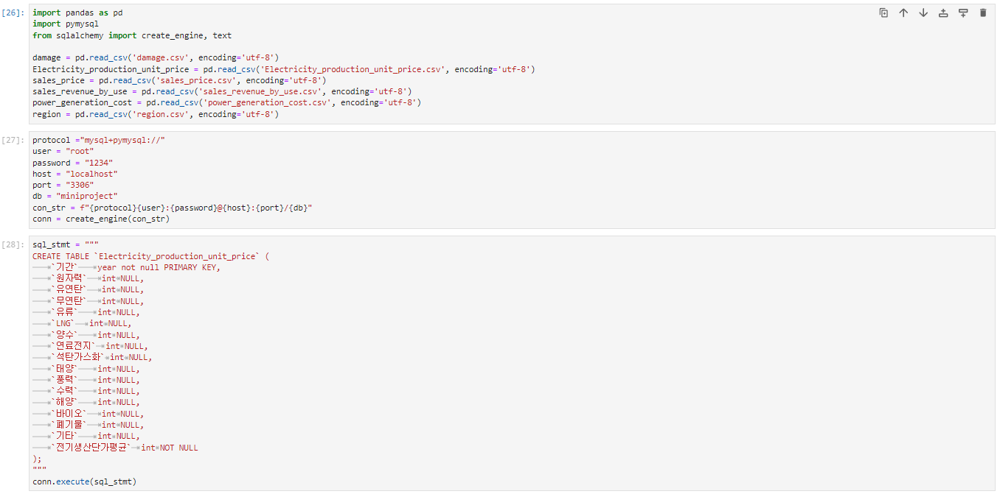 [26]:
import pandas as pd
import pymysql
from sqlalchemy import create_engine, text
damage = pd.read_csv('damage.csv', encoding='utf-8')
Electricity_production_unit_price = pd.read_csv('Electricity_production_unit_price.csv', encoding='utf-8')
sales_price = pd.read_csv('sales_price.csv', encoding='utf-8')
sales_revenue_by_use = pd.read_csv('sales_revenue_by_use.csv', encoding='utf-8')
power_generation_cost = pd.read_csv('power_generation_cost.csv', encoding='utf-8')
region = pd.read_csv('region.csv', encoding='utf-8')
[27]:
protocol ="mysql+pymysql://"
user = "root"
password = "1234"
host = "localhost"
port = "3306"
db = "miniproject"
con_str = f"{protocol}{user}:{password}@{host}:{port}/{db}"
conn = create_engine(con_str)
[28]:
sql_stmt = """
CREATE TABLE `Electricity_production_unit_price` (
`기간` year not null PRIMARY KEY,
`원자력` int NULL,
`유연탄` int NULL,
`무연탄` int NULL,
`유류` int NULL,
`LNG` int NULL,
`양수` int NULL,
`연료전지` int NULL,
`석탄가스화` int NULL,
`태양` int NULL,
`풍력` int NULL,
`수력` int NULL,
`해양` int NULL,
`바이오` int NULL,
`폐기물` int NULL,
`기타` int NULL,
`전기생산단가평균` int NOT NULL
);
"""
conn.execute(sql_stmt)